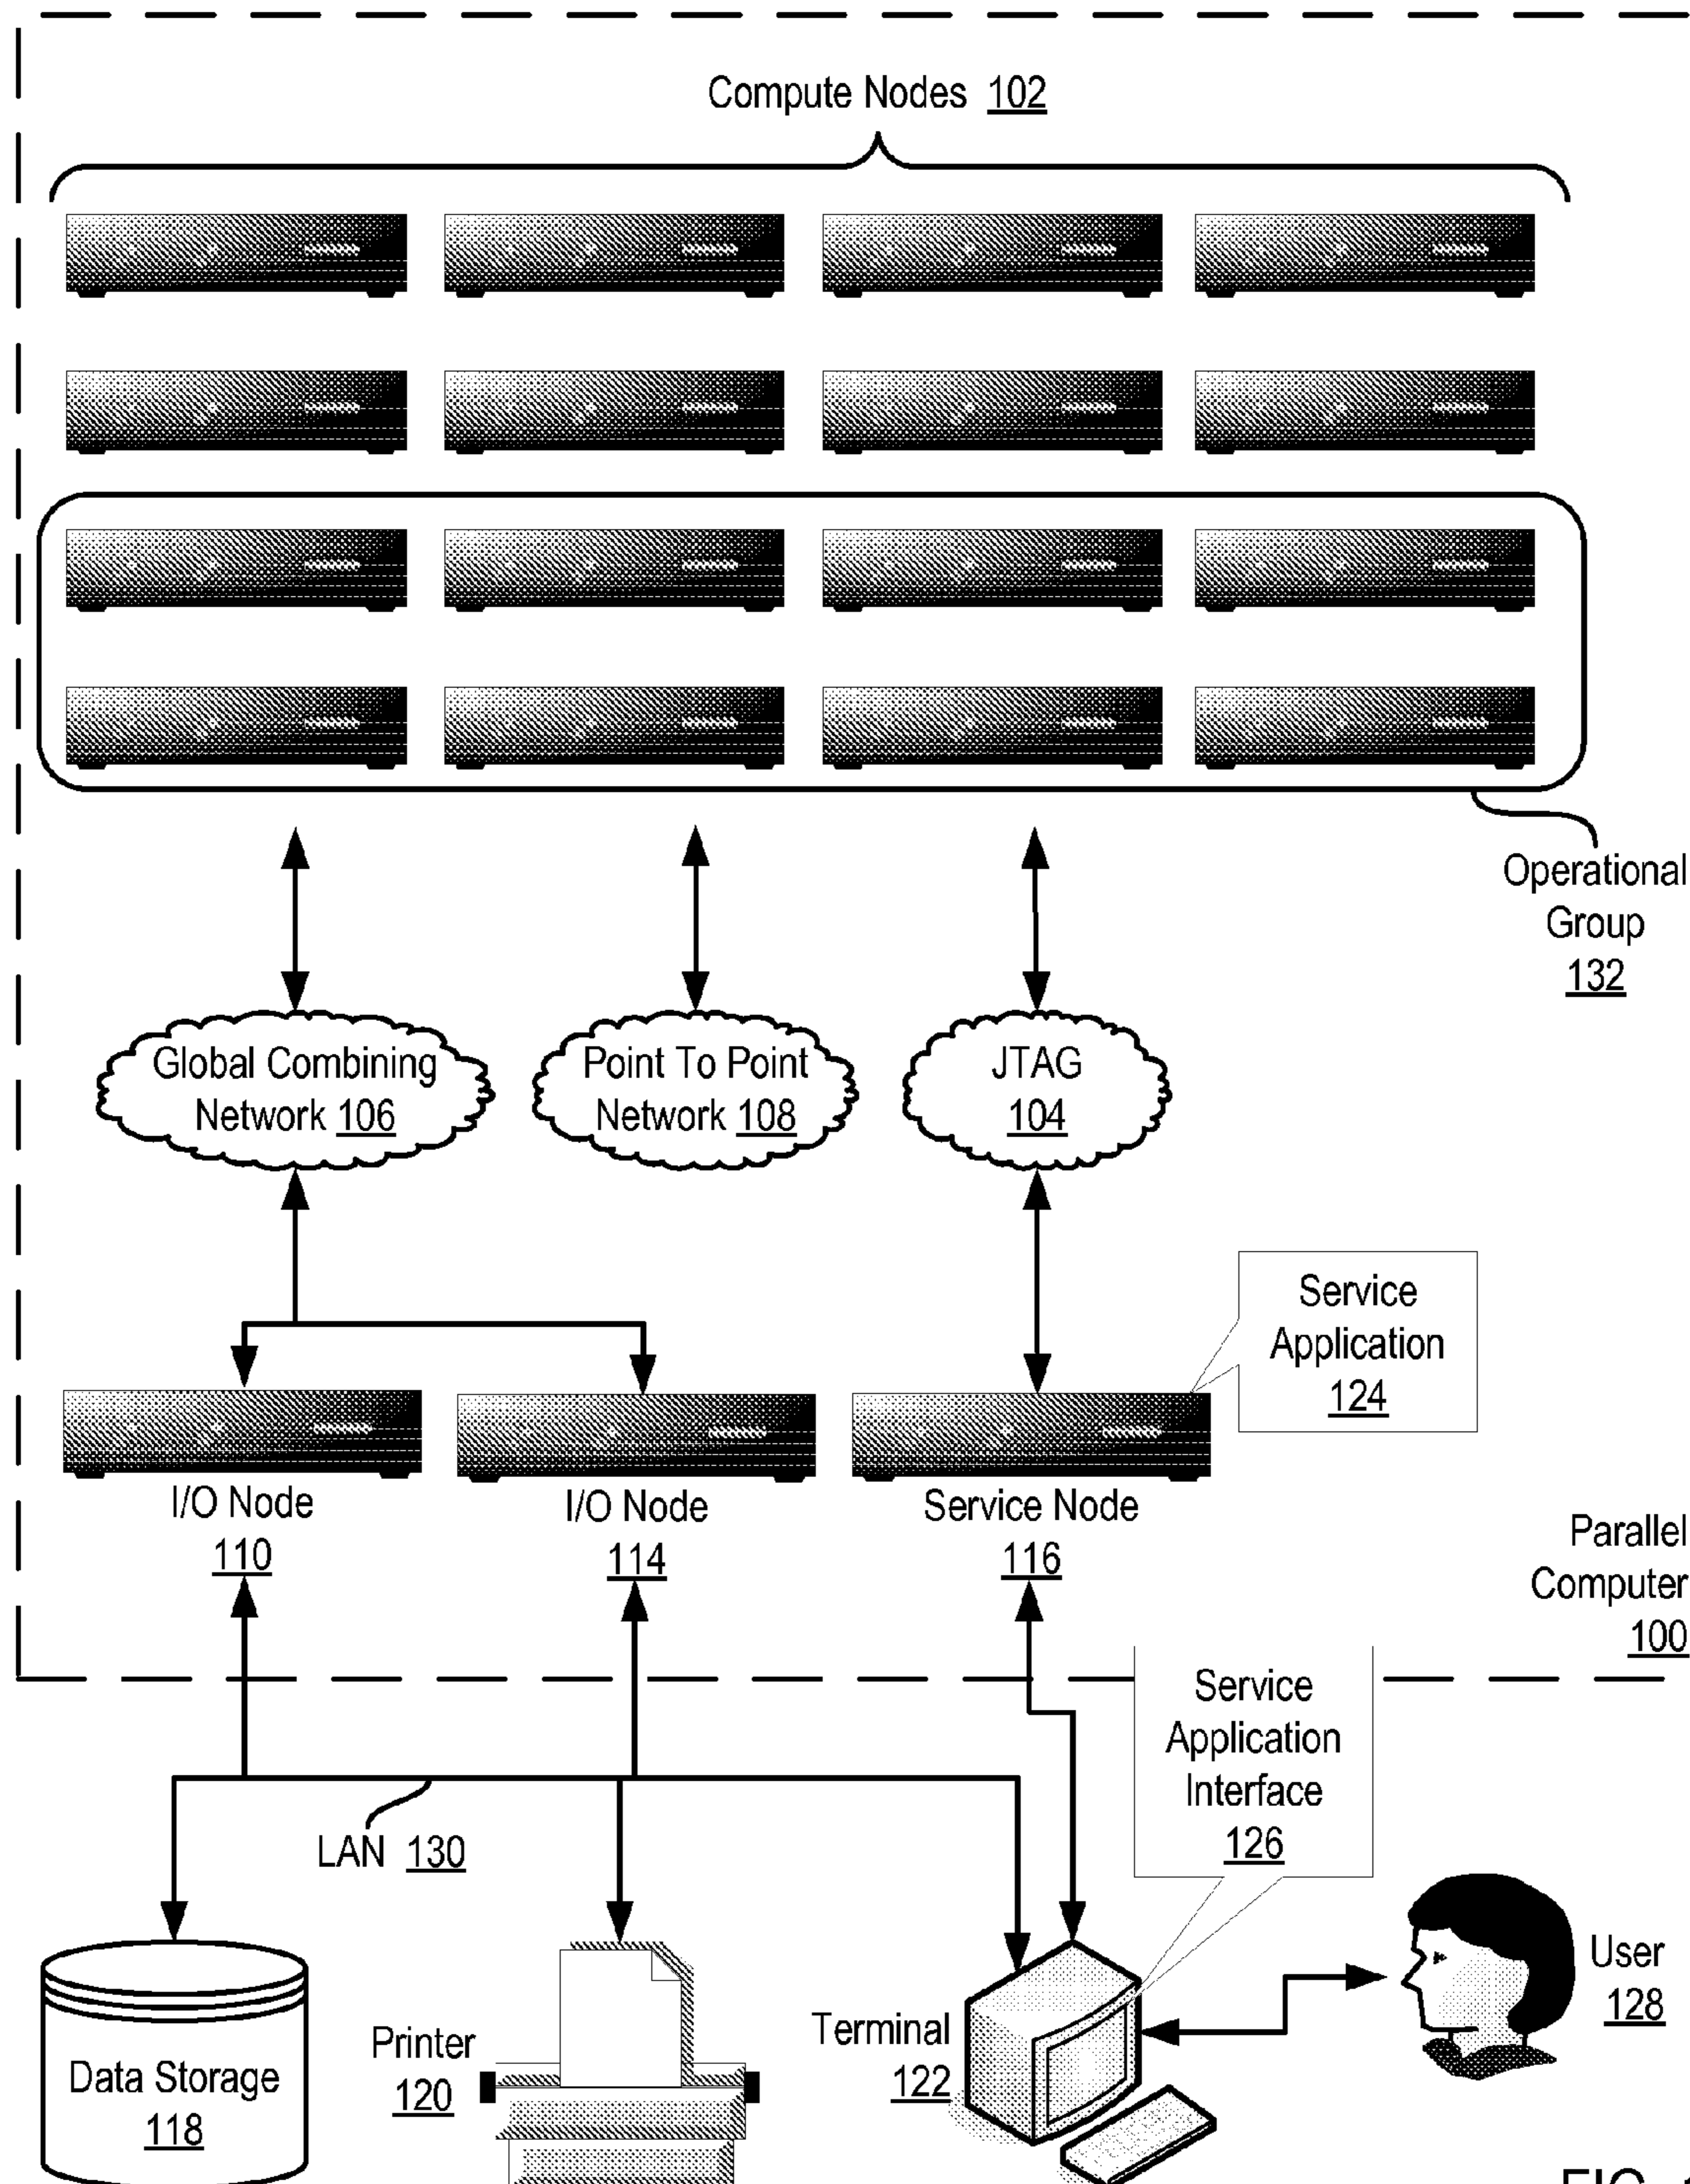 Compute Nodes 102
Operational
Group
132
Global Combining
Network 106
Point To Point
Network 108
JTAG
104
Service
Application
124
I/O Node
110
I/O Node
114
Service Node
116
Parallel
Computer
100
Service
Application
Interface
126
LAN 130
Data Storage
118
Printer
120
Terminal
122
User
128
FIG.